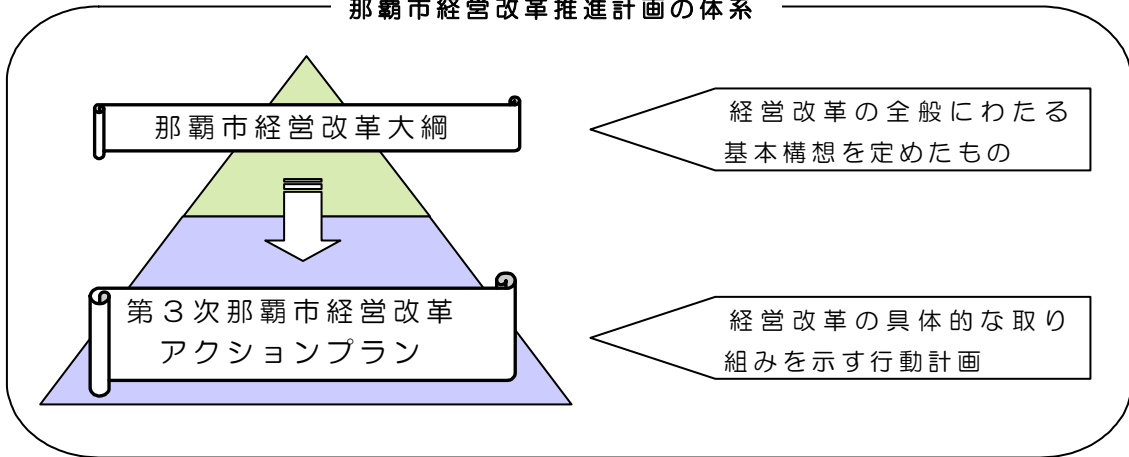 那覇市経営改革推進計画の体系
那覇市経営改革大綱
経営改革の全般にわたる
基本構想を定めたもの
第３次那覇市経営改革
アクションプラン
経営改革の具体的な取り
組みを示す行動計画